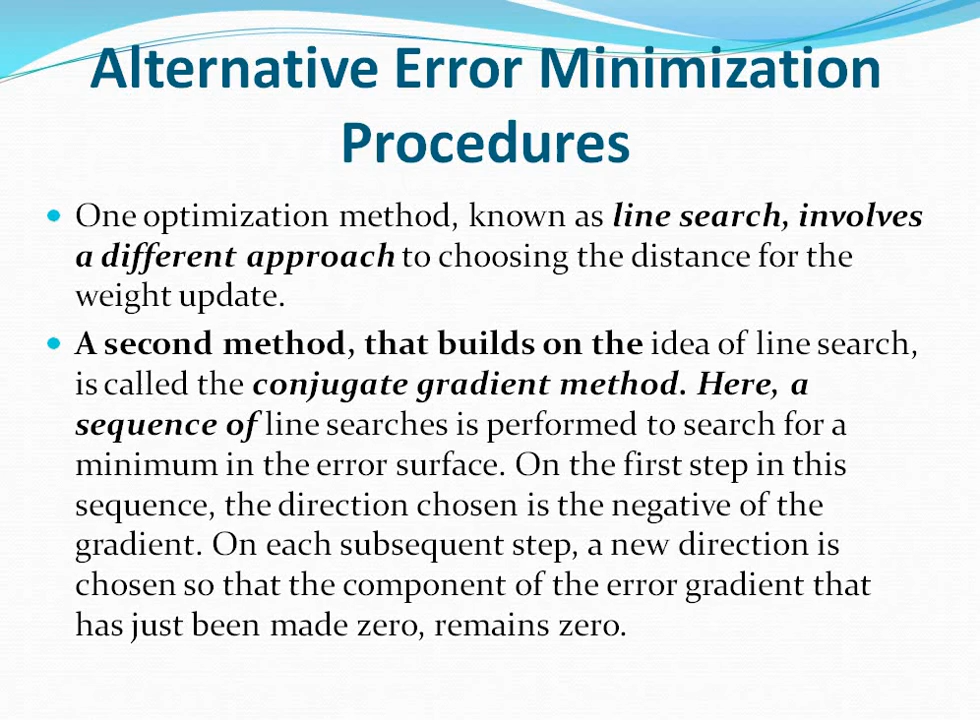 Alternative Error Minimization
Procedures
One optimization method, known as line search, involves
a different approach to choosing the distance for the
weight update.
A second method, that builds on the idea of line search,
is called the conjugate gradient method. Here, a
sequence of line searches is performed to search for a
minimum in the error surface. On the first step in this
sequence, the direction chosen is the negative of the
gradient. On each subsequent step, a new direction is
chosen so that the component of the error gradient that
has just been made zero, remains zero.